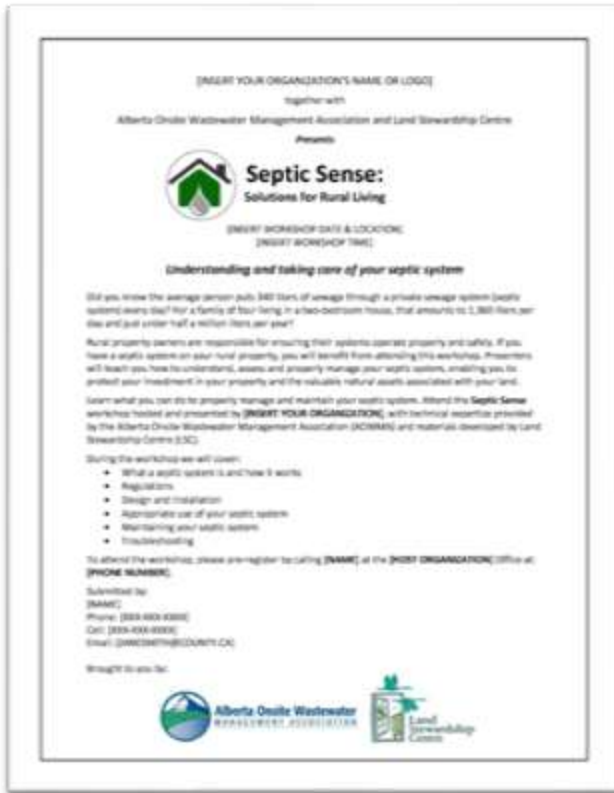 [INSERT YOUR ORGANIZATION'S NAME OR LOGO]
together with
Alberta Onsite Wastewater Management Association and Land Stewardship Centre
Presents
Septic Sense:
Solutions for Rural Living
[INSERT WORKSHOP DATE & LOCATION]
[INSERT WORKSHOP TIME]
Understanding and taking care of your septic system
Did you know the average person puts 340 liters of sewage through a private sewage system (septic
system) every day? For a family of four living in a two-bedroom house, that amounts to 1,360 liters per
day and just under half a million liters per year!
Rural property owners are responsible for ensuring their systems operate properly and safely. If you
have a septic system on your rural property, you will benefit from attending this workshop. Presenters
will teach you how to understand, assess and properly manage your septic system, enabling you to
protect your investment in your property and the valuable natural assets associated with your land.
Learn what you can do to properly manage and maintain your septic system. Attend the Septic Sense
workshop hosted and presented by [INSERT YOUR ORGANIZATION], with technical expertise provided
by the Alberta Onsite Wastewater Management Association (AOWMA) and materials developed by Land
Stewardship Centre (LSC).
During the workshop we will cover:
• What a septic system is and how it works
• Regulations
• Design and Installation
• Appropriate use of your septic system
• Maintaining your septic system
• Troubleshooting
To attend the workshop, please pre-register by calling [NAME] at the [HOST ORGANIZATION] Office at:
[PHONE NUMBER].
Submitted by:
[NAME]
Phone: [XXX-XXX-XXXX]
Cell: [XXX-XXX-XXXX]
Email: [JANESMITH@COUNTY.CA]
Brought to you by:
Alberta Onsite Wastewater
MANAGEMENT ASSOCIATION
Land
Stewardship
Centre